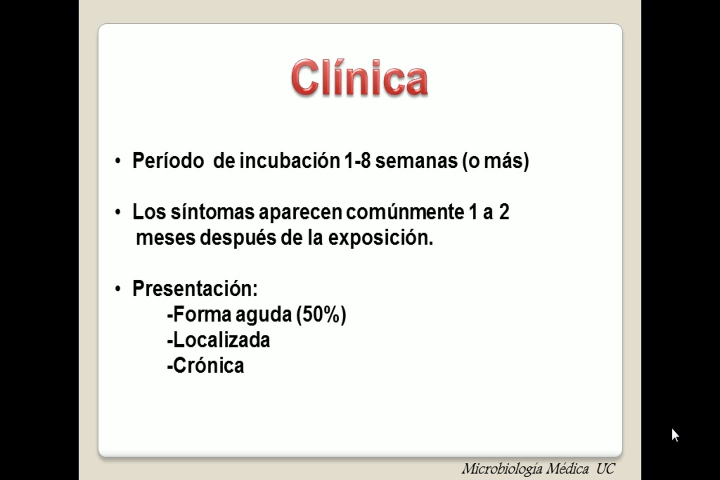 Clínica
• Período de incubación 1-8 semanas (o más)
• Los síntomas aparecen comúnmente 1 a 2
meses después de la exposición.
• Presentación:
-Forma aguda (50%)
-Localizada
-Crónica
Microbiología Médica UC